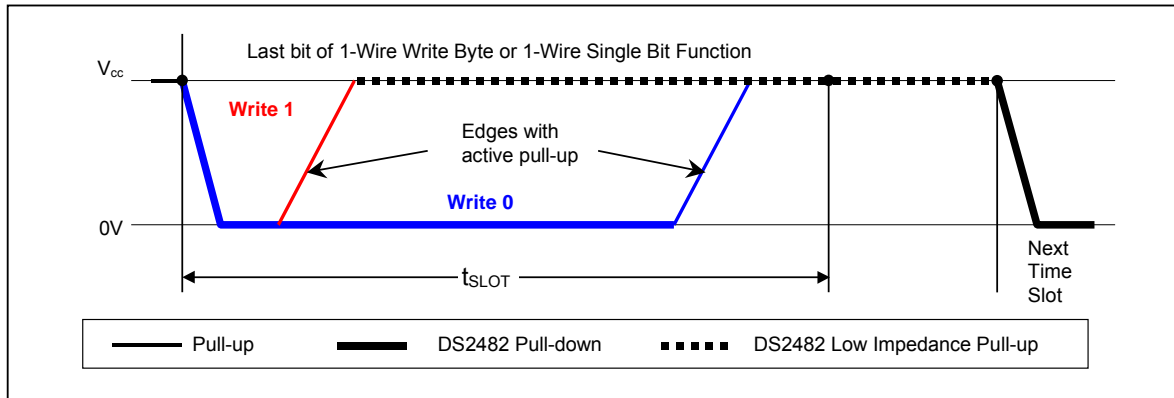 Last bit of 1-Wire Write Byte or 1-Wire Single Bit Function
Vcc
Write 1
Edges with
active pull-up
Write 0
0V
tSLOT
Next
Time
Slot
Pull-up
DS2482 Pull-down
DS2482 Low Impedance Pull-up